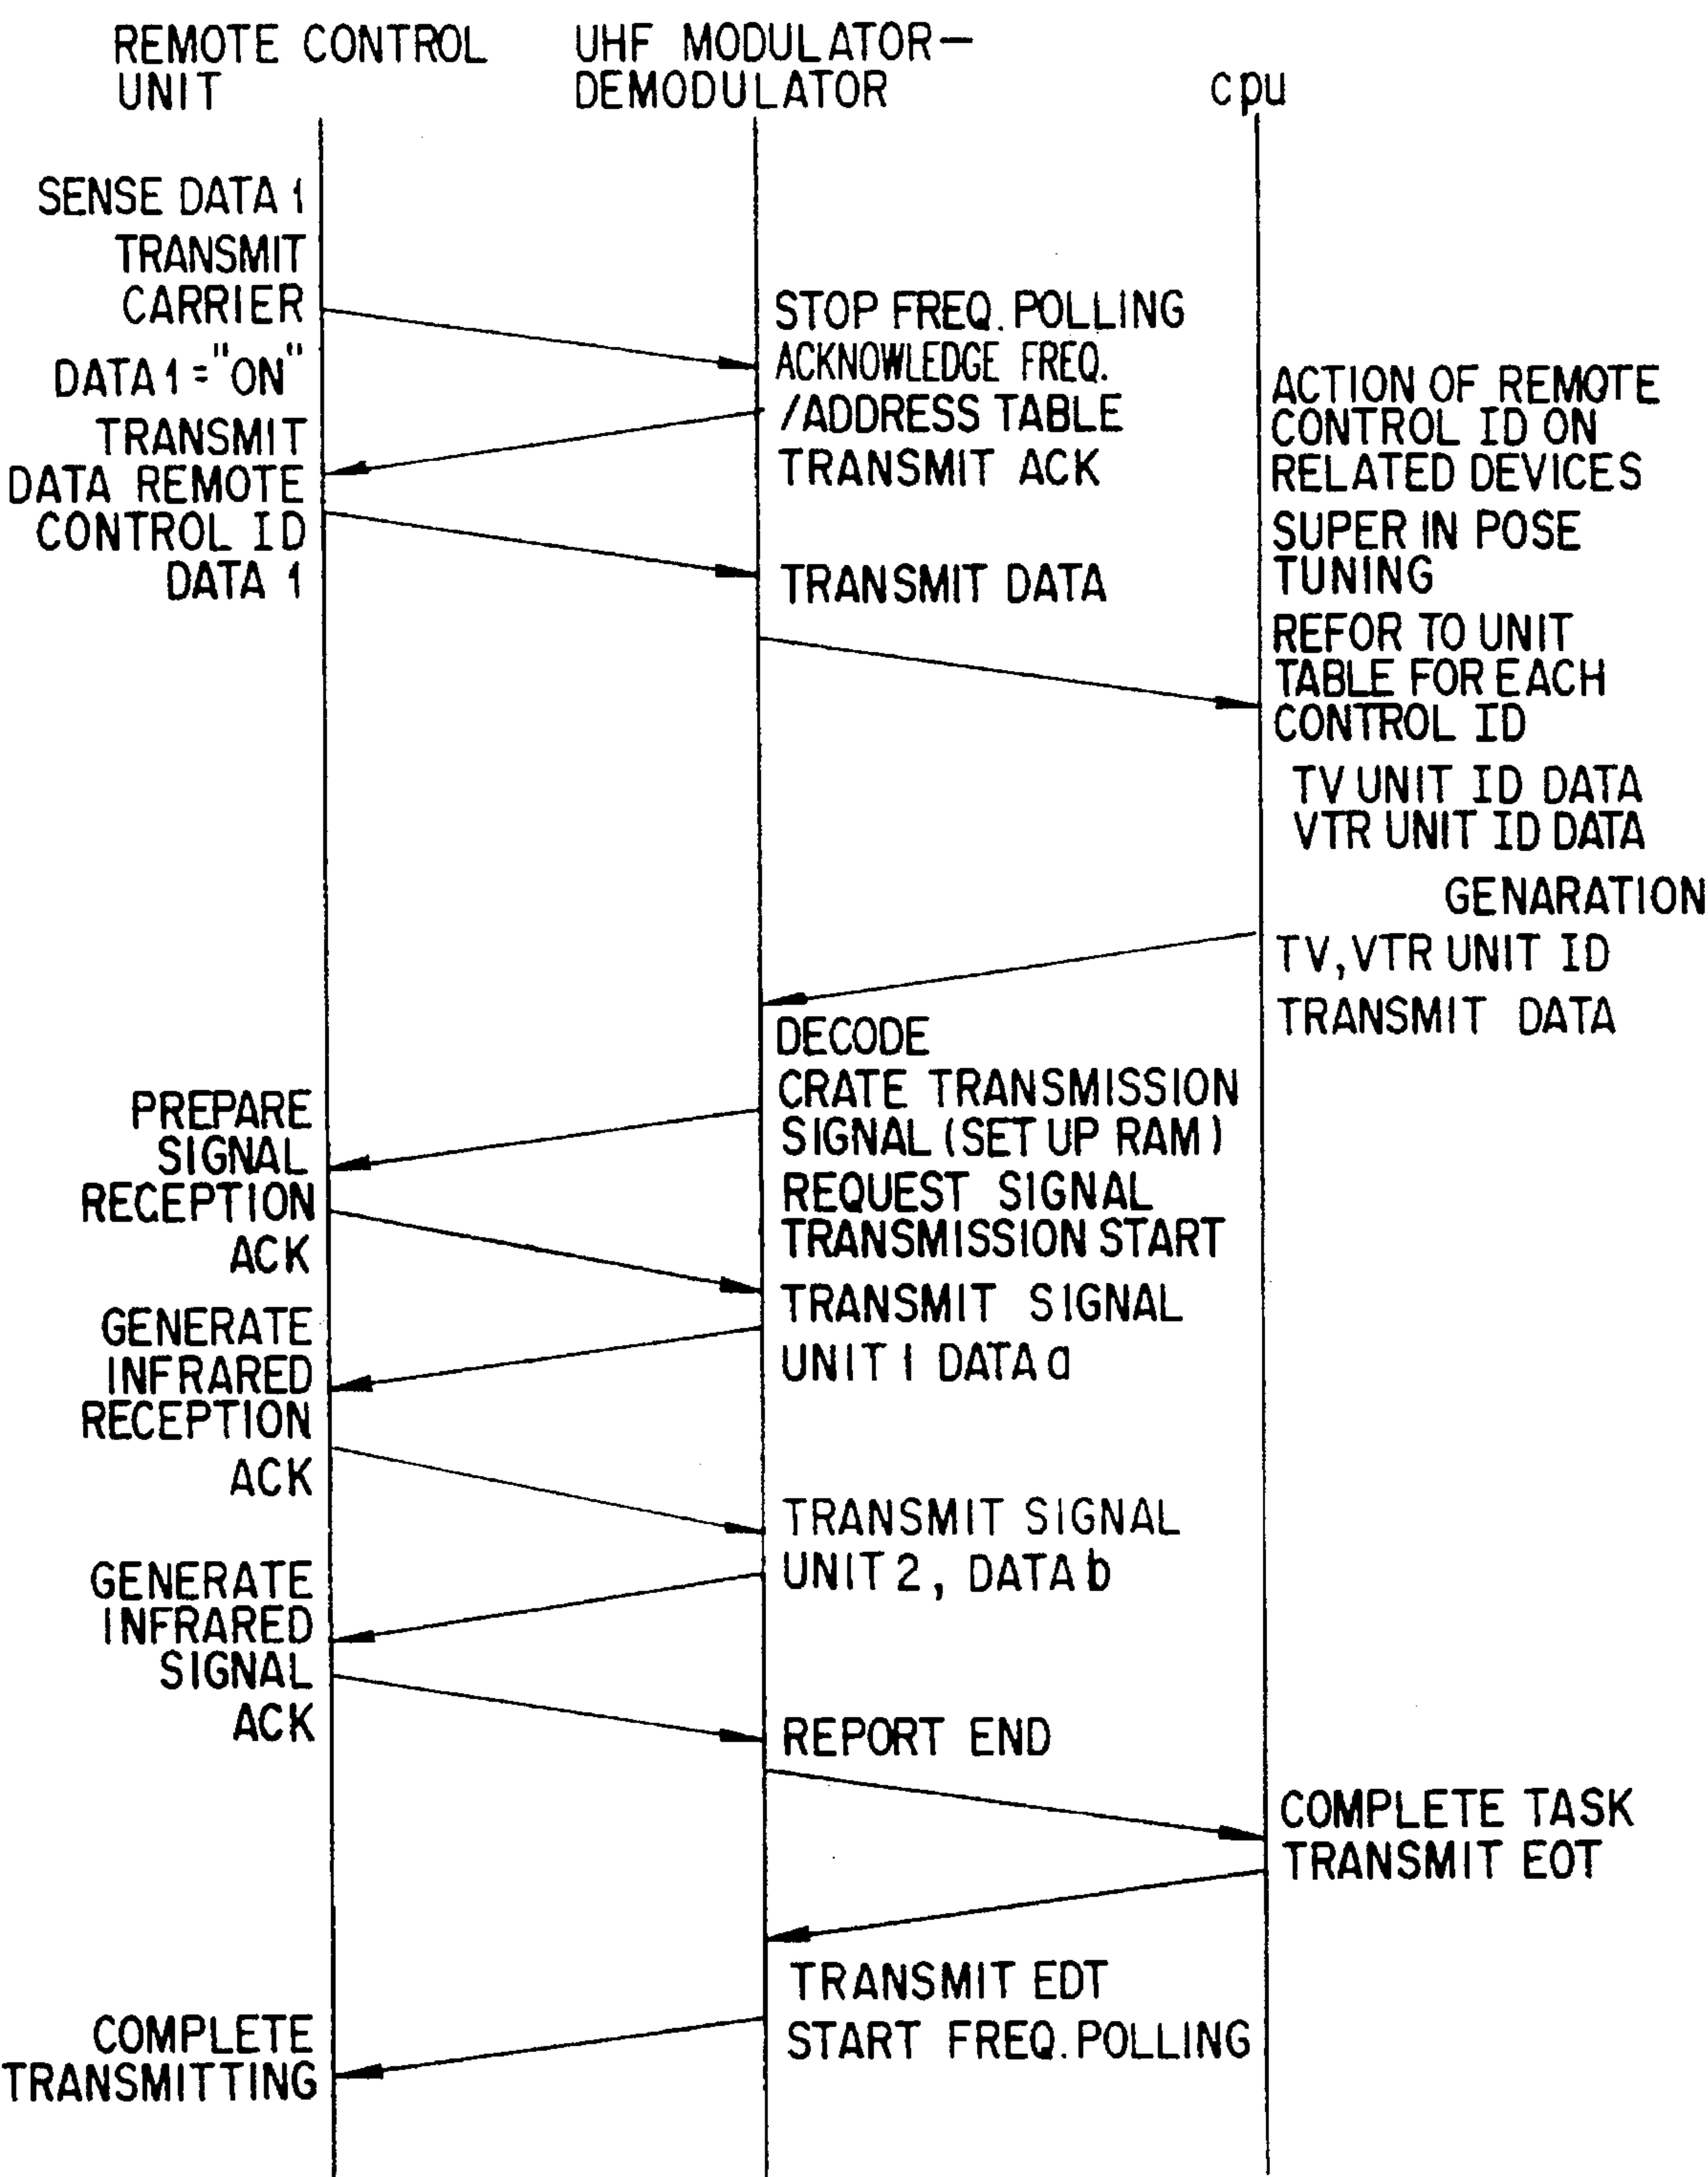 REMOTE CONTROL
UNIT
UHF MODULATOR-
DEMODULATOR
cpu
SENSE DATA 1
TRANSMIT
CARRIER
DATA 1 = "ON"
TRANSMIT
DATA REMOTE
CONTROL ID
DATA 1
STOP FREQ. POLLING
ACKNOWLEDGE FREQ.
/ADDRESS TABLE
TRANSMIT ACK
TRANSMIT DATA
ACTION OF REMOTE
CONTROL ID ON
RELATED DEVICES
SUPER IN POSE
TUNING
REFOR TO UNIT
TABLE FOR EACH
CONTROL ID
TV UNIT ID DATA
VTR UNIT ID DATA
GENARATION
TV, VTR UNIT ID
TRANSMIT DATA
DECODE
CRATE TRANSMISSION
SIGNAL (SET UP RAM)
REQUEST SIGNAL
TRANSMISSION START
PREPARE
SIGNAL
RECEPTION
ACK
TRANSMIT SIGNAL
UNIT 1 DATA a
GENERATE
INFRARED
RECEPTION
ACK
TRANSMIT SIGNAL
UNIT 2, DATA b
GENERATE
INFRARED
SIGNAL
ACK
REPORT END
COMPLETE TASK
TRANSMIT EOT
TRANSMIT EDT
START FREQ. POLLING
COMPLETE
TRANSMITTING